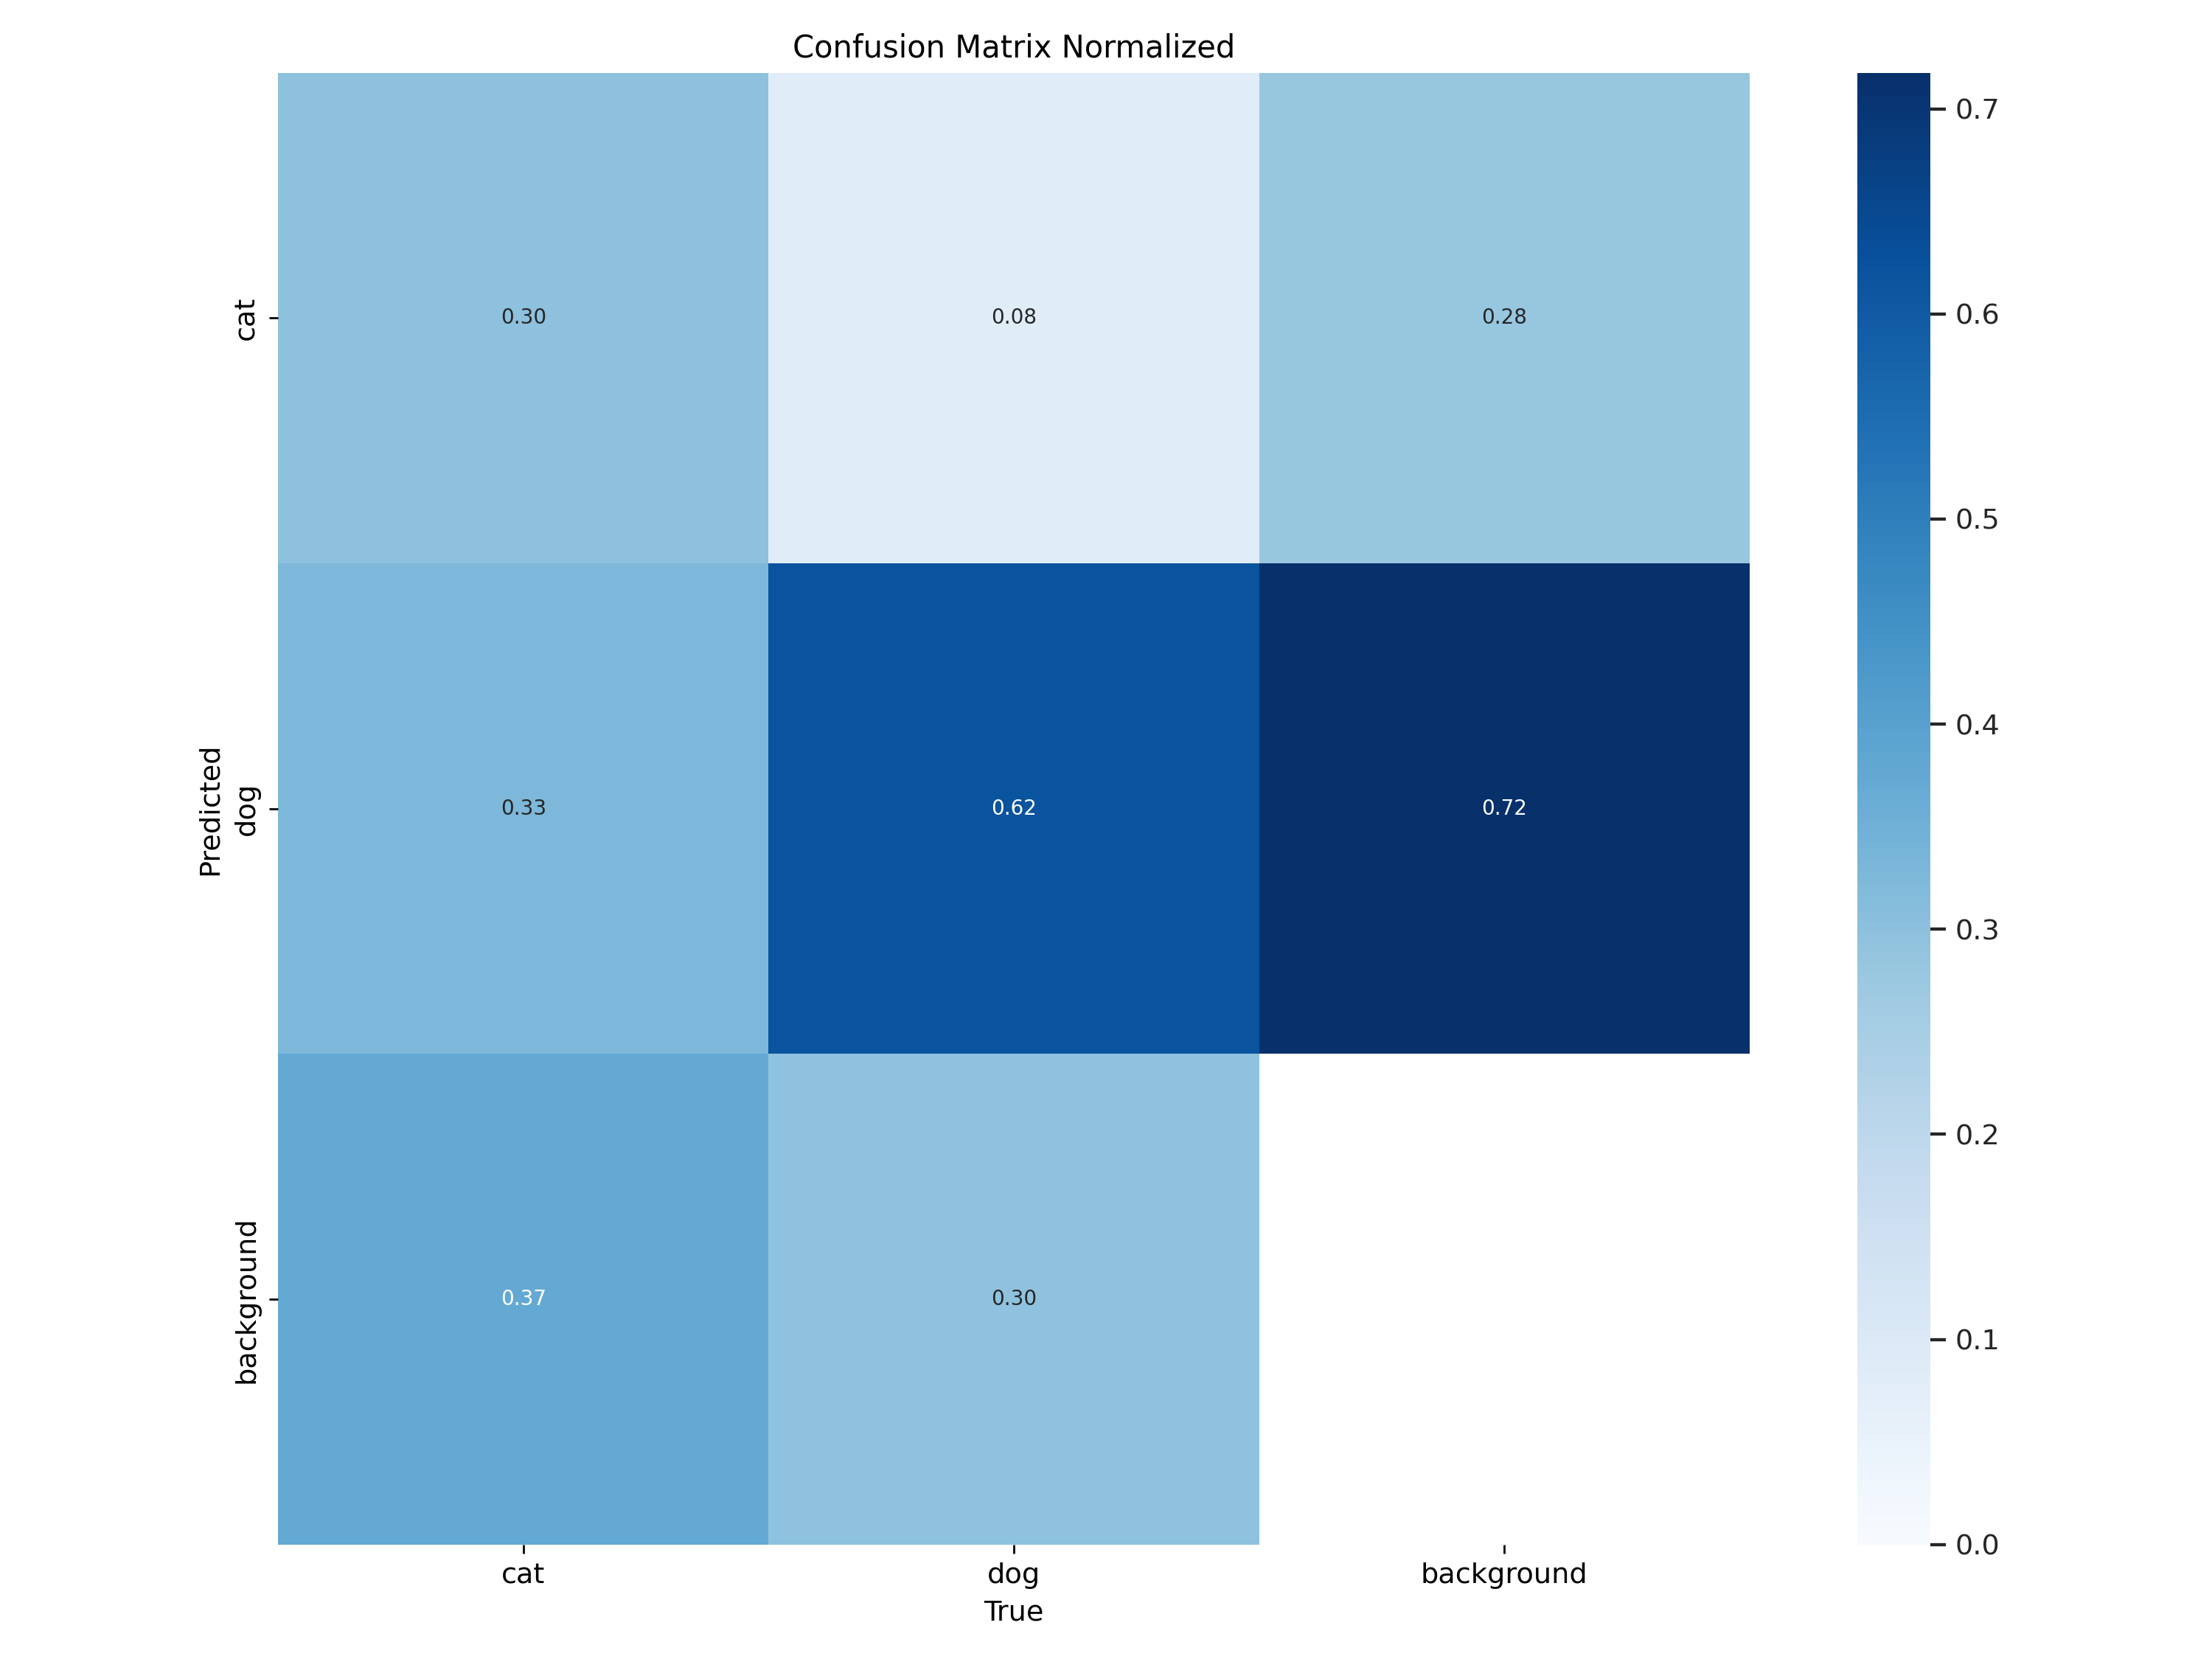 Confusion Matrix Normalized
cat
0.30
0.08
0.28
Predicted
dog
0.33
0.62
0.72
background
0.37
0.30
cat
dog
background
True
0.7
0.6
0.5
0.4
0.3
0.2
0.1
0.0